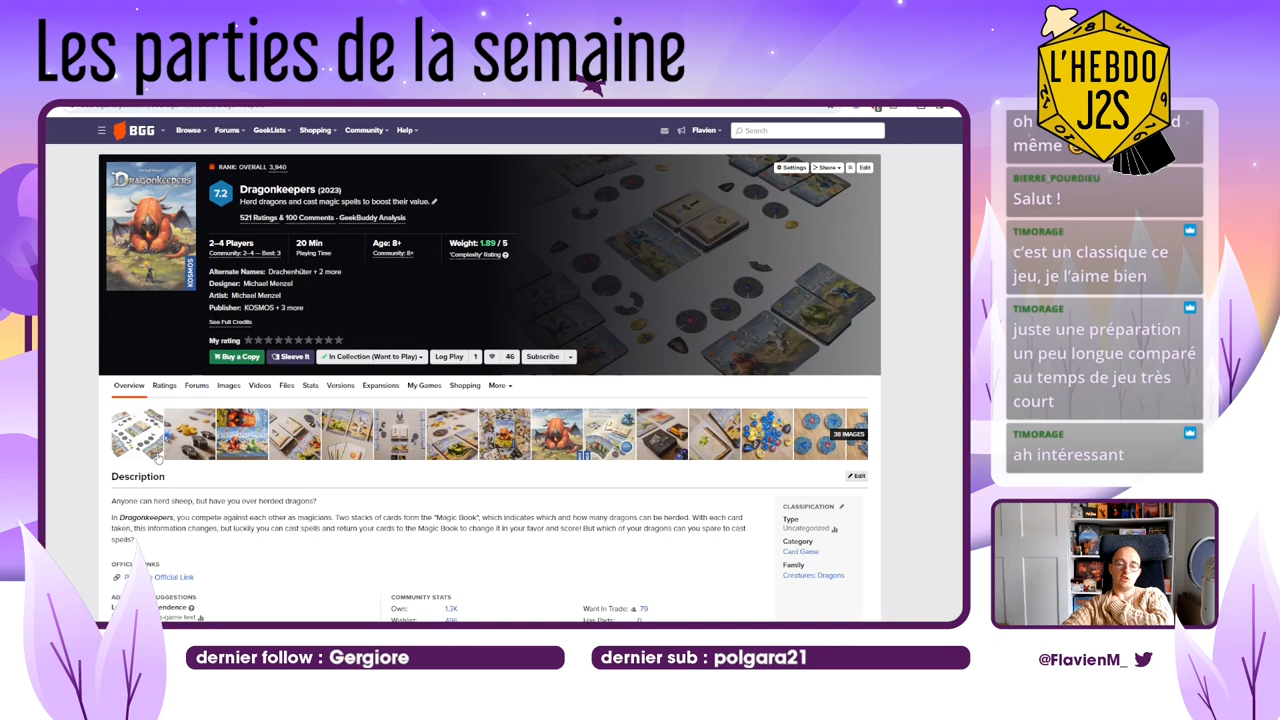 Les parties de la semaine
L'HEBDO
J2S
BGG
Browse
Forums
GeekLists
Shopping
Community
Help
Flavien
Search
DRAGONKEEPERS
KOSMOS
RANK: OVERALL 3,940
7.2
Dragonkeepers (2023)
Herd dragons and cast magic spells to boost their value.
521 Ratings & 100 Comments · GeekBuddy Analysis
Settings
Share
Edit
2–4 Players
Community: 2–4 — Best: 3
20 Min
Playing Time
Age: 8+
Community: 8+
Weight: 1.89 / 5
'Complexity' Rating
Alternate Names: Drachenhüter + 2 more
Designer: Michael Menzel
Artist: Michael Menzel
Publisher: KOSMOS + 3 more
See Full Credits
My rating
Buy a Copy
Sleeve It
In Collection (Want to Play)
Log Play
1
46
Subscribe
Overview
Ratings
Forums
Images
Videos
Files
Stats
Versions
Expansions
My Games
Shopping
More
38 IMAGES
Description
Edit
Anyone can herd sheep, but have you ever herded dragons?
In Dragonkeepers, you compete against each other as magicians. Two stacks of cards form the "Magic Book", which indicates which and how many dragons can be herded. With each card
taken, this information changes, but luckily you can cast spells and return your cards to the Magic Book to change it in your favor and score! But which of your dragons can you spare to cast
spells?
CLASSIFICATION
Type
Uncategorized
Category
Card Game
Family
Creatures: Dragons
Official Link
COMMUNITY STATS
Own:
1.3K
Want In Trade:
79
Wishlist:
496
Has Parts:
0
oh
même
BIERRE_POURDIEU
Salut !
TIMORAGE
c'est un classique ce
jeu, je l'aime bien
TIMORAGE
juste une préparation
un peu longue comparé
au temps de jeu très
court
TIMORAGE
ah intéressant
dernier follow : Gergiore
dernier sub : polgara21
@FlavienM_